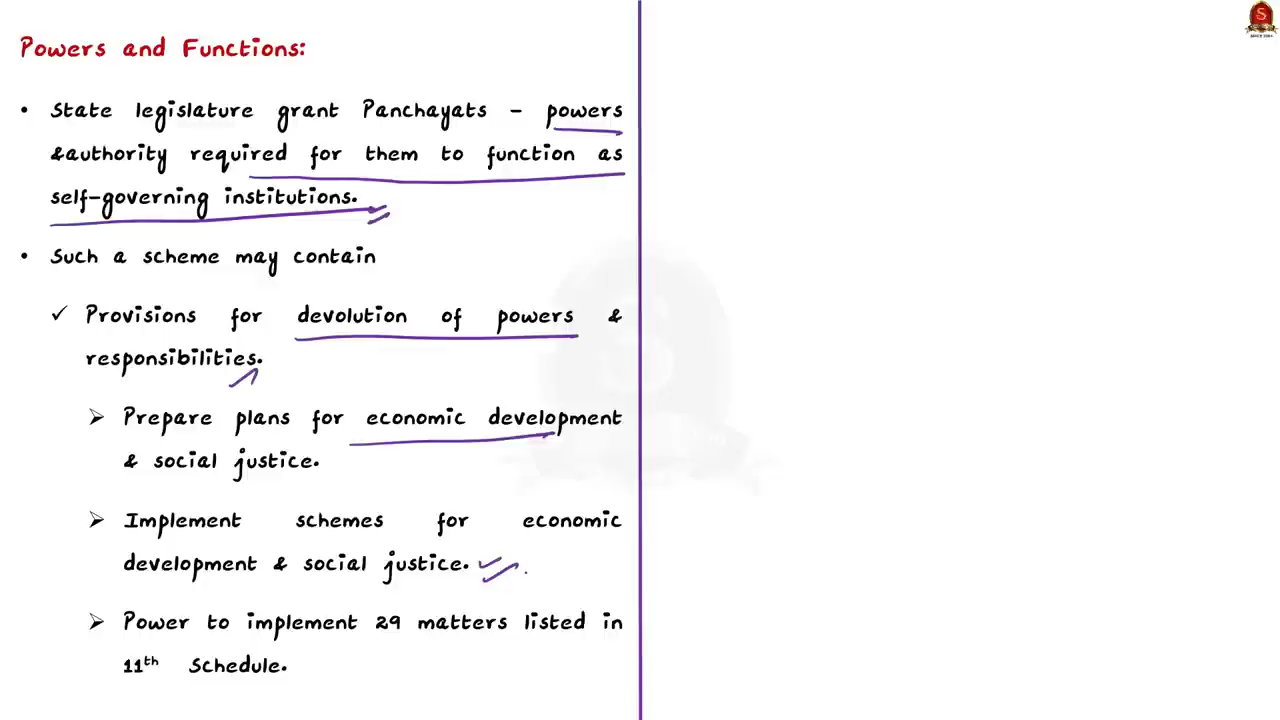 Powers and Functions:
• State legislature grant Panchayats - powers
&authority required for them to function as
self-governing institutions.
• Such a scheme may contain
✓ Provisions for devolution of powers &
responsibilities.
➤ Prepare plans for economic development
& social justice.
➤ Implement schemes for economic
development & social justice.
➤ Power to implement 29 matters listed in
11th Schedule.
S